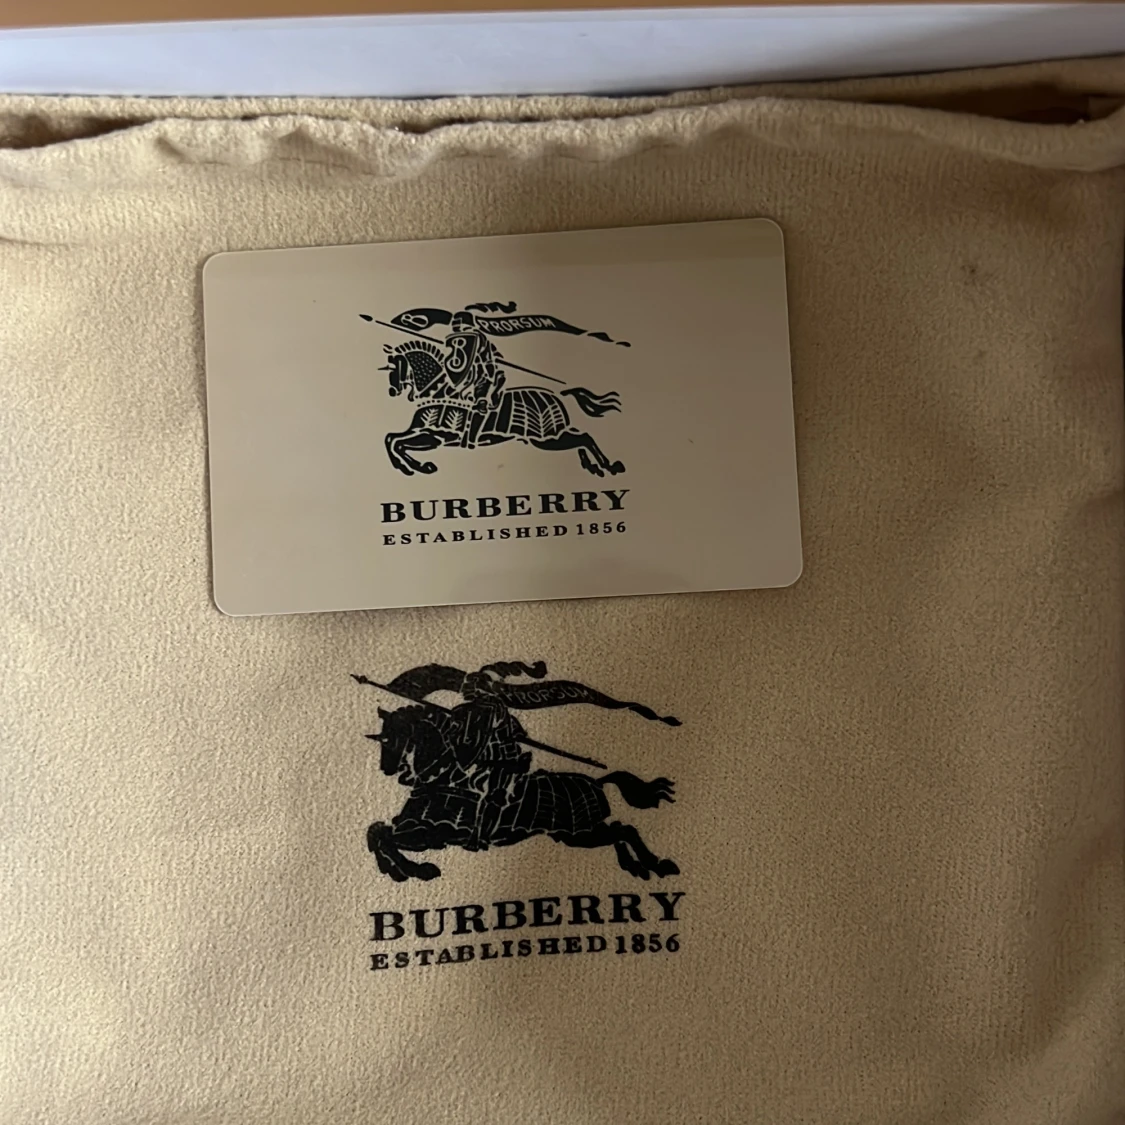 B PRORSUM
B
BURBERRY
ESTABLISHED 1856
PRORSUM
BURBERRY
ESTABLISHED 1856